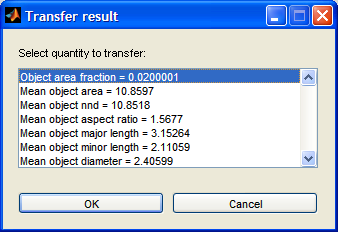 Transfer result
Select quantity to transfer:
Object area fraction = 0.0200001
Mean object area = 10.8597
Mean object nnd = 10.8518
Mean object aspect ratio = 1.5677
Mean object major length = 3.15264
Mean object minor length = 2.11059
Mean object diameter = 2.40599
OK
Cancel